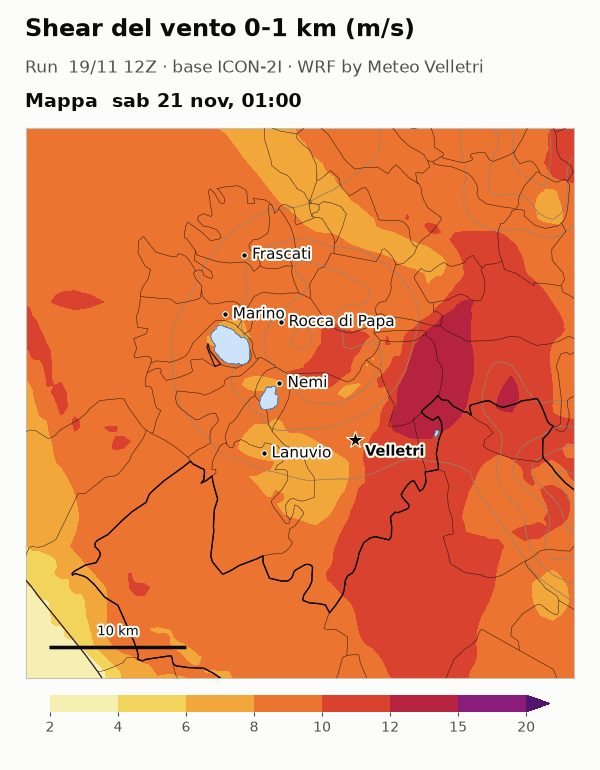 Shear del vento 0-1 km (m/s)
Run 19/11 12Z · base ICON-2I · WRF by Meteo Velletri
Mappa sab 21 nov, 01:00
Frascati
Marino
Rocca di Papa
Nemi
Velletri
Lanuvio
10 km
2 4 6 8 10 12 15 20